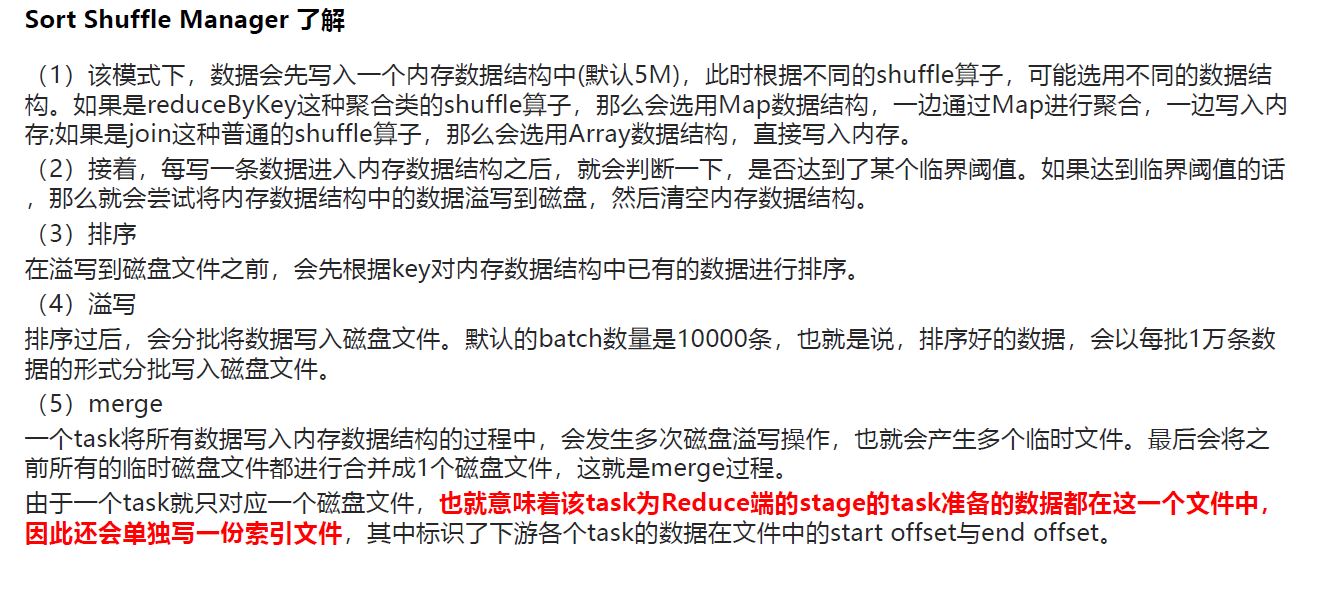 Sort Shuffle Manager 了解
（1）该模式下，数据会先写入一个内存数据结构中(默认5M)，此时根据不同的shuffle算子，可能选用不同的数据结
构。如果是reduceByKey这种聚合类的shuffle算子，那么会选用Map数据结构，一边通过Map进行聚合，一边写入内
存;如果是join这种普通的shuffle算子，那么会选用Array数据结构，直接写入内存。
（2）接着，每写一条数据进入内存数据结构之后，就会判断一下，是否达到了某个临界阈值。如果达到临界阈值的话
，那么就会尝试将内存数据结构中的数据溢写到磁盘，然后清空内存数据结构。
（3）排序
在溢写到磁盘文件之前，会先根据key对内存数据结构中已有的数据进行排序。
（4）溢写
排序过后，会分批将数据写入磁盘文件。默认的batch数量是10000条，也就是说，排序好的数据，会以每批1万条数
据的形式分批写入磁盘文件。
（5）merge
一个task将所有数据写入内存数据结构的过程中，会发生多次磁盘溢写操作，也就会产生多个临时文件。最后会将之
前所有的临时磁盘文件都进行合并成1个磁盘文件，这就是merge过程。
由于一个task就只对应一个磁盘文件，也就意味着该task为Reduce端的stage的task准备的数据都在这一个文件中，
因此还会单独写一份索引文件，其中标识了下游各个task的数据在文件中的start offset与end offset。